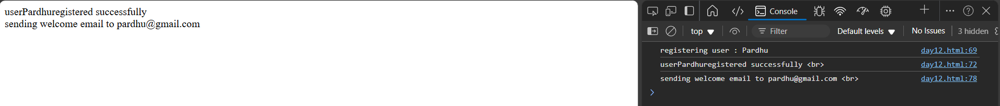 userPardhuregistered successfully
sending welcome email to pardhu@gmail.com
Console
top
Filter
Default levels
No Issues
3 hidden
registering user : Pardhu day12.html:69
userPardhuregistered successfully <br> day12.html:72
sending welcome email to pardhu@gmail.com <br> day12.html:78